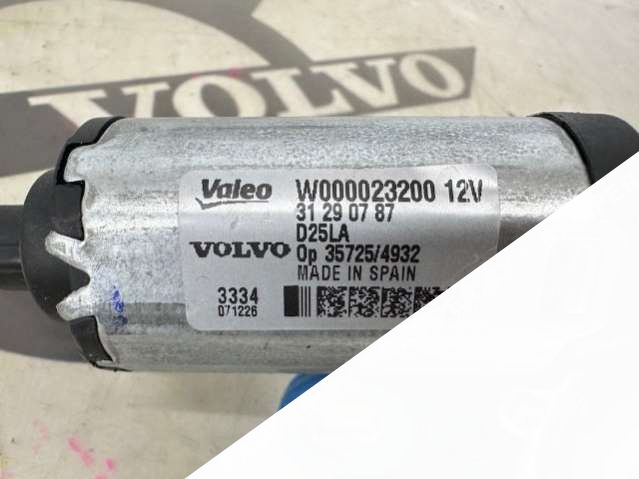 VOLVO
Valeo W000023200 12V
31 29 07 87
D25LA
VOLVO Op 35725/4932
MADE IN SPAIN
3334
071226